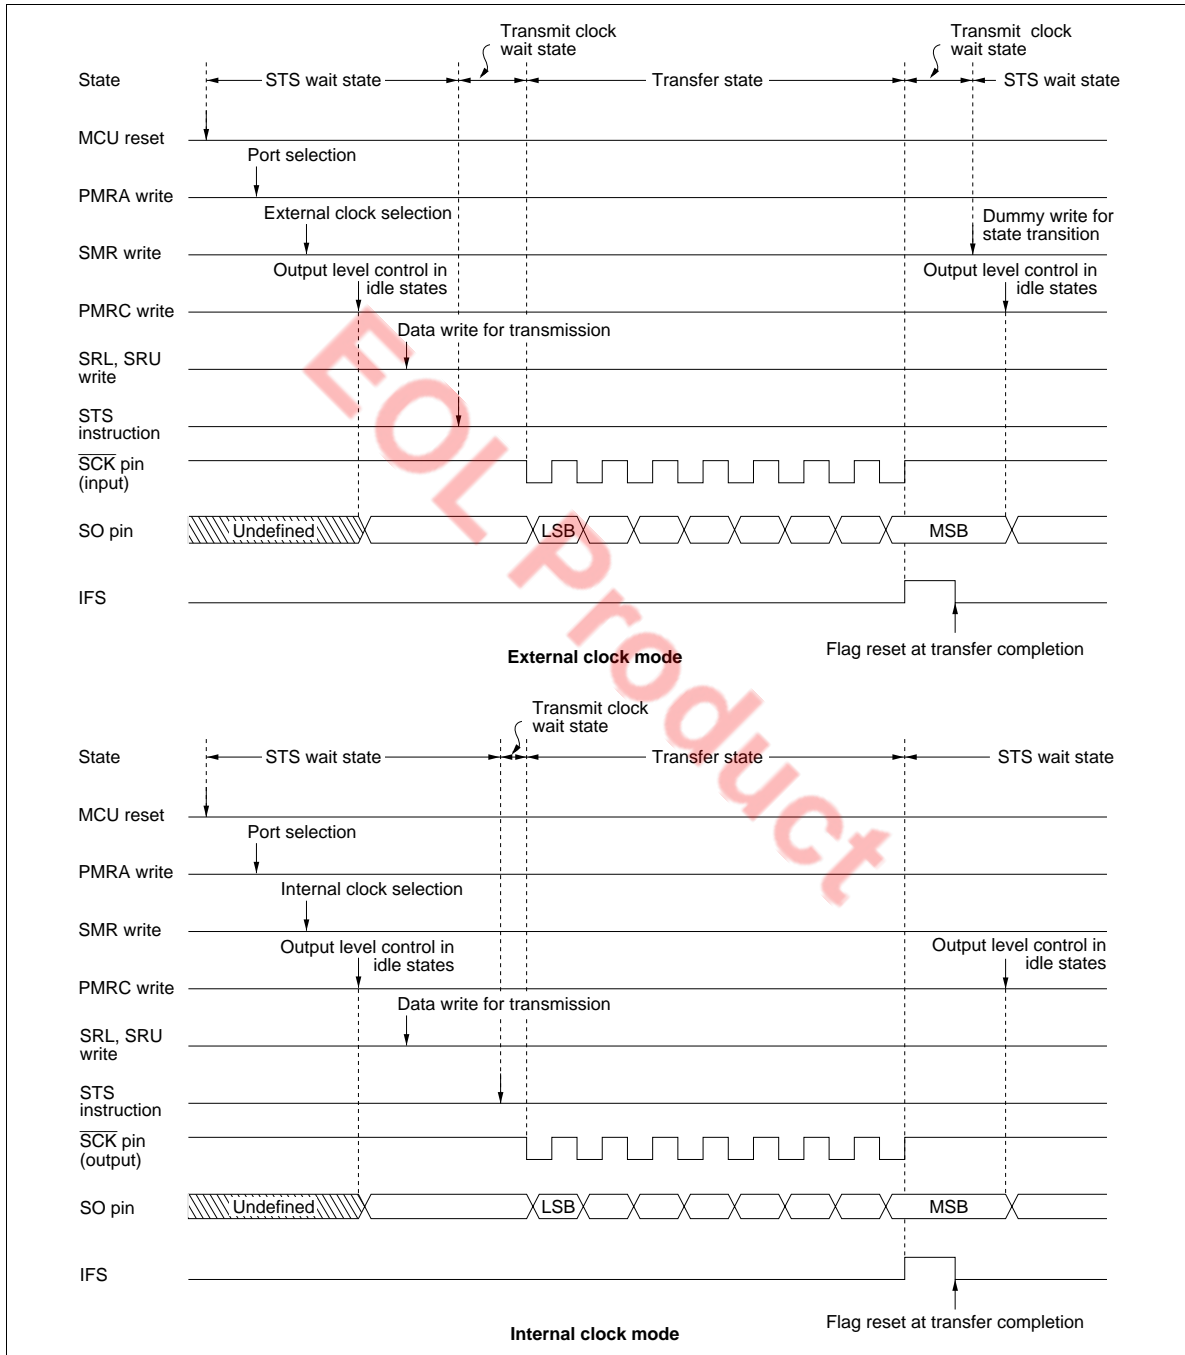 Transmit clock
wait state
Transmit clock
wait state
State
STS wait state
Transfer state
STS wait state
MCU reset
Port selection
PMRA write
External clock selection
Dummy write for
state transition
SMR write
Output level control in
idle states
Output level control in
idle states
PMRC write
Data write for transmission
SRL, SRU
write
STS
instruction
SCK pin
(input)
SO pin
Undefined
LSB
MSB
IFS
Flag reset at transfer completion
External clock mode
Transmit clock
wait state
State
STS wait state
Transfer state
STS wait state
MCU reset
Port selection
PMRA write
Internal clock selection
SMR write
Output level control in
idle states
Output level control in
idle states
PMRC write
Data write for transmission
SRL, SRU
write
STS
instruction
SCK pin
(output)
SO pin
Undefined
LSB
MSB
IFS
Flag reset at transfer completion
Internal clock mode
EOL Product